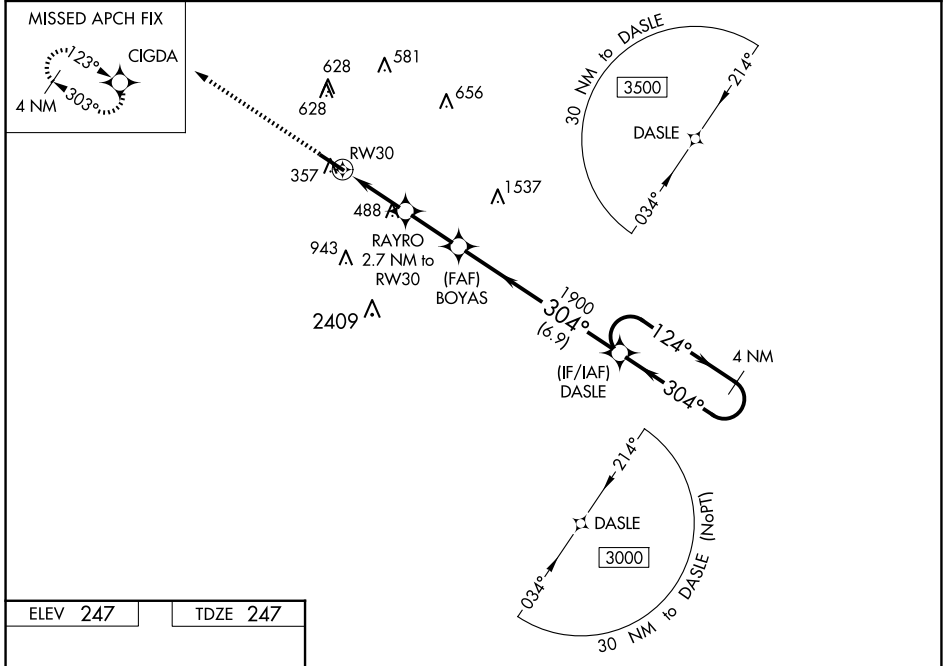 MISSED APCH FIX
CIGDA
123°
303°
4 NM
628
628
581
656
RW30
357
1537
488
RAYRO
2.7 NM to
RW30
943
2409
(FAF)
BOYAS
1900
304°
(6.9)
(IF/IAF)
DASLE
124°
304°
4 NM
30 NM to DASLE
3500
214°
DASLE
034°
214°
DASLE
3000
034°
30 NM to DASLE (NoPT)
ELEV 247
TDZE 247